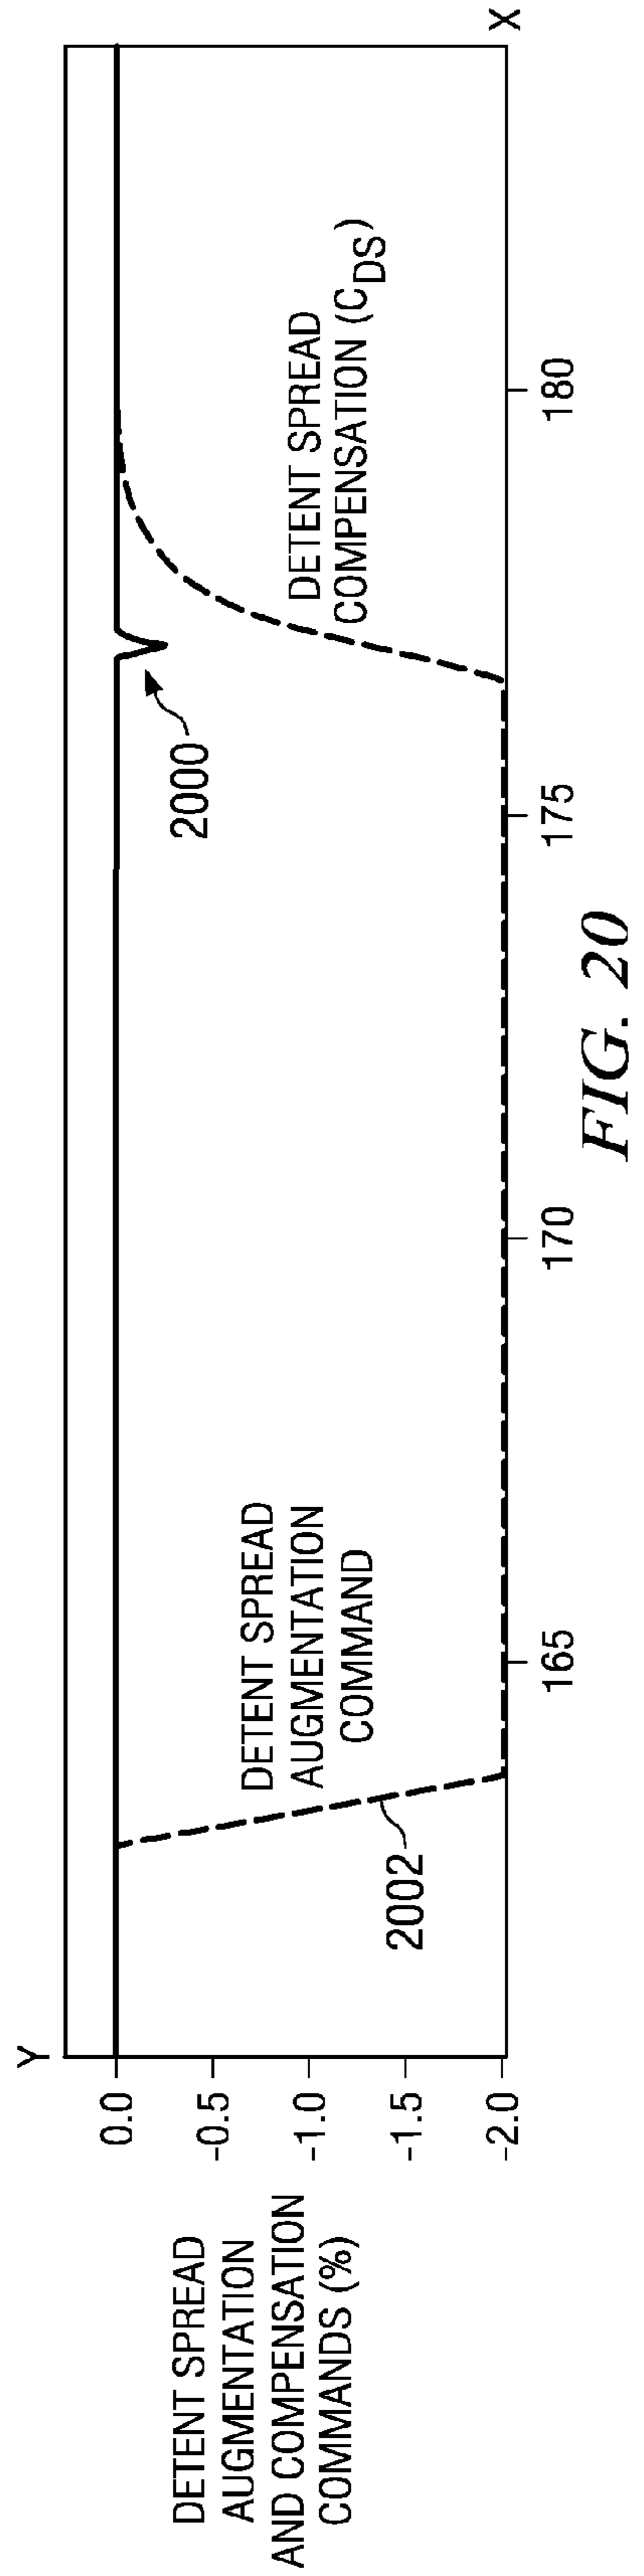 Y
DETENT SPREAD
AUGMENTATION
AND COMPENSATION
COMMANDS (%)
0.0
-0.5
-1.0
-1.5
-2.0
2002
DETENT SPREAD
AUGMENTATION
COMMAND
2000
DETENT SPREAD
COMPENSATION (CDS)
165
170
175
180
X
FIG. 20